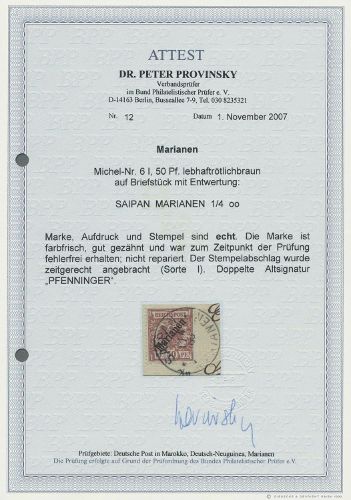 ATTEST
DR. PETER PROVINSKY
Verbandsprüfer
im Bund Philatelistischer Prüfer e. V.
D-14163 Berlin, Busseallee 7-9, Tel. 030 8235321
Nr. 12 Datum 1. November 2007
Marianen
Michel-Nr. 6 I, 50 Pf. lebhaftrötlichbraun
auf Briefstück mit Entwertung:
SAIPAN MARIANEN 1/4 oo
Marke, Aufdruck und Stempel sind echt. Die Marke ist
farbfrisch, gut gezähnt und war zum Zeitpunkt der Prüfung
fehlerfrei erhalten; nicht repariert. Der Stempelabschlag wurde
zeitgerecht angebracht (Sorte I). Doppelte Altsignatur
„PFENNINGER"
REICHSPOST
Marianen
Prüfgebiete: Deutsche Post in Marokko, Deutsch-Neuguinea, Marianen
Die Prüfung erfolgte auf Grund der Prüfordnung des Bundes Philatelistischer Prüfer e. V.